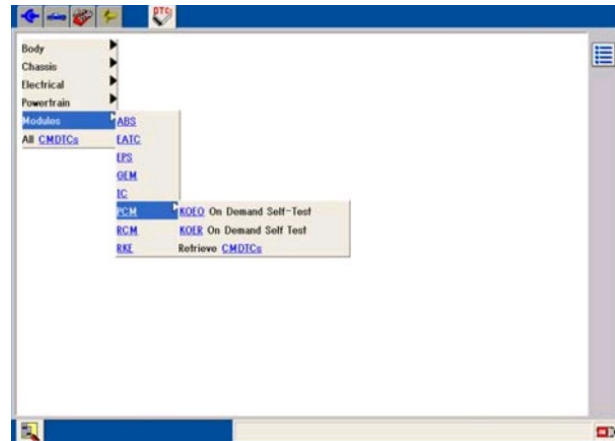 DTC
Body
Chassis
Electrical
Powertrain
Modules
All CMDTCs
ABS
EATC
EPS
GEM
IC
PCM
RCM
RKE
KOEO On Demand Self-Test
KOER On Demand Self Test
Retrieve CMDTCs